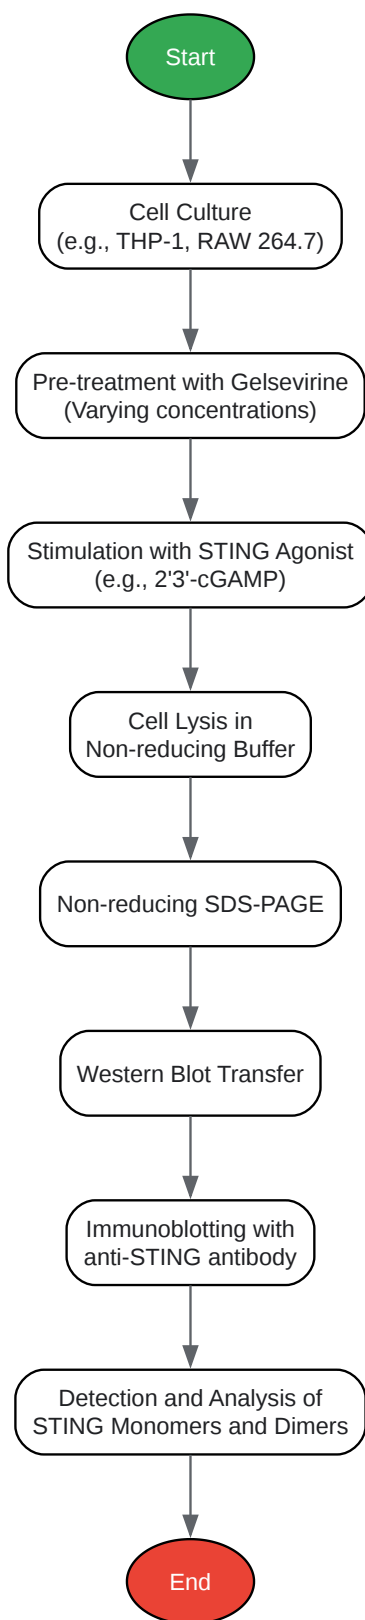 Start
Cell Culture
(e.g., THP-1, RAW 264.7)
Pre-treatment with Gelsevirine
(Varying concentrations)
Stimulation with STING Agonist
(e.g., 2'3'-cGAMP)
Cell Lysis in
Non-reducing Buffer
Non-reducing SDS-PAGE
Western Blot Transfer
Immunoblotting with
anti-STING antibody
Detection and Analysis of
STING Monomers and Dimers
End